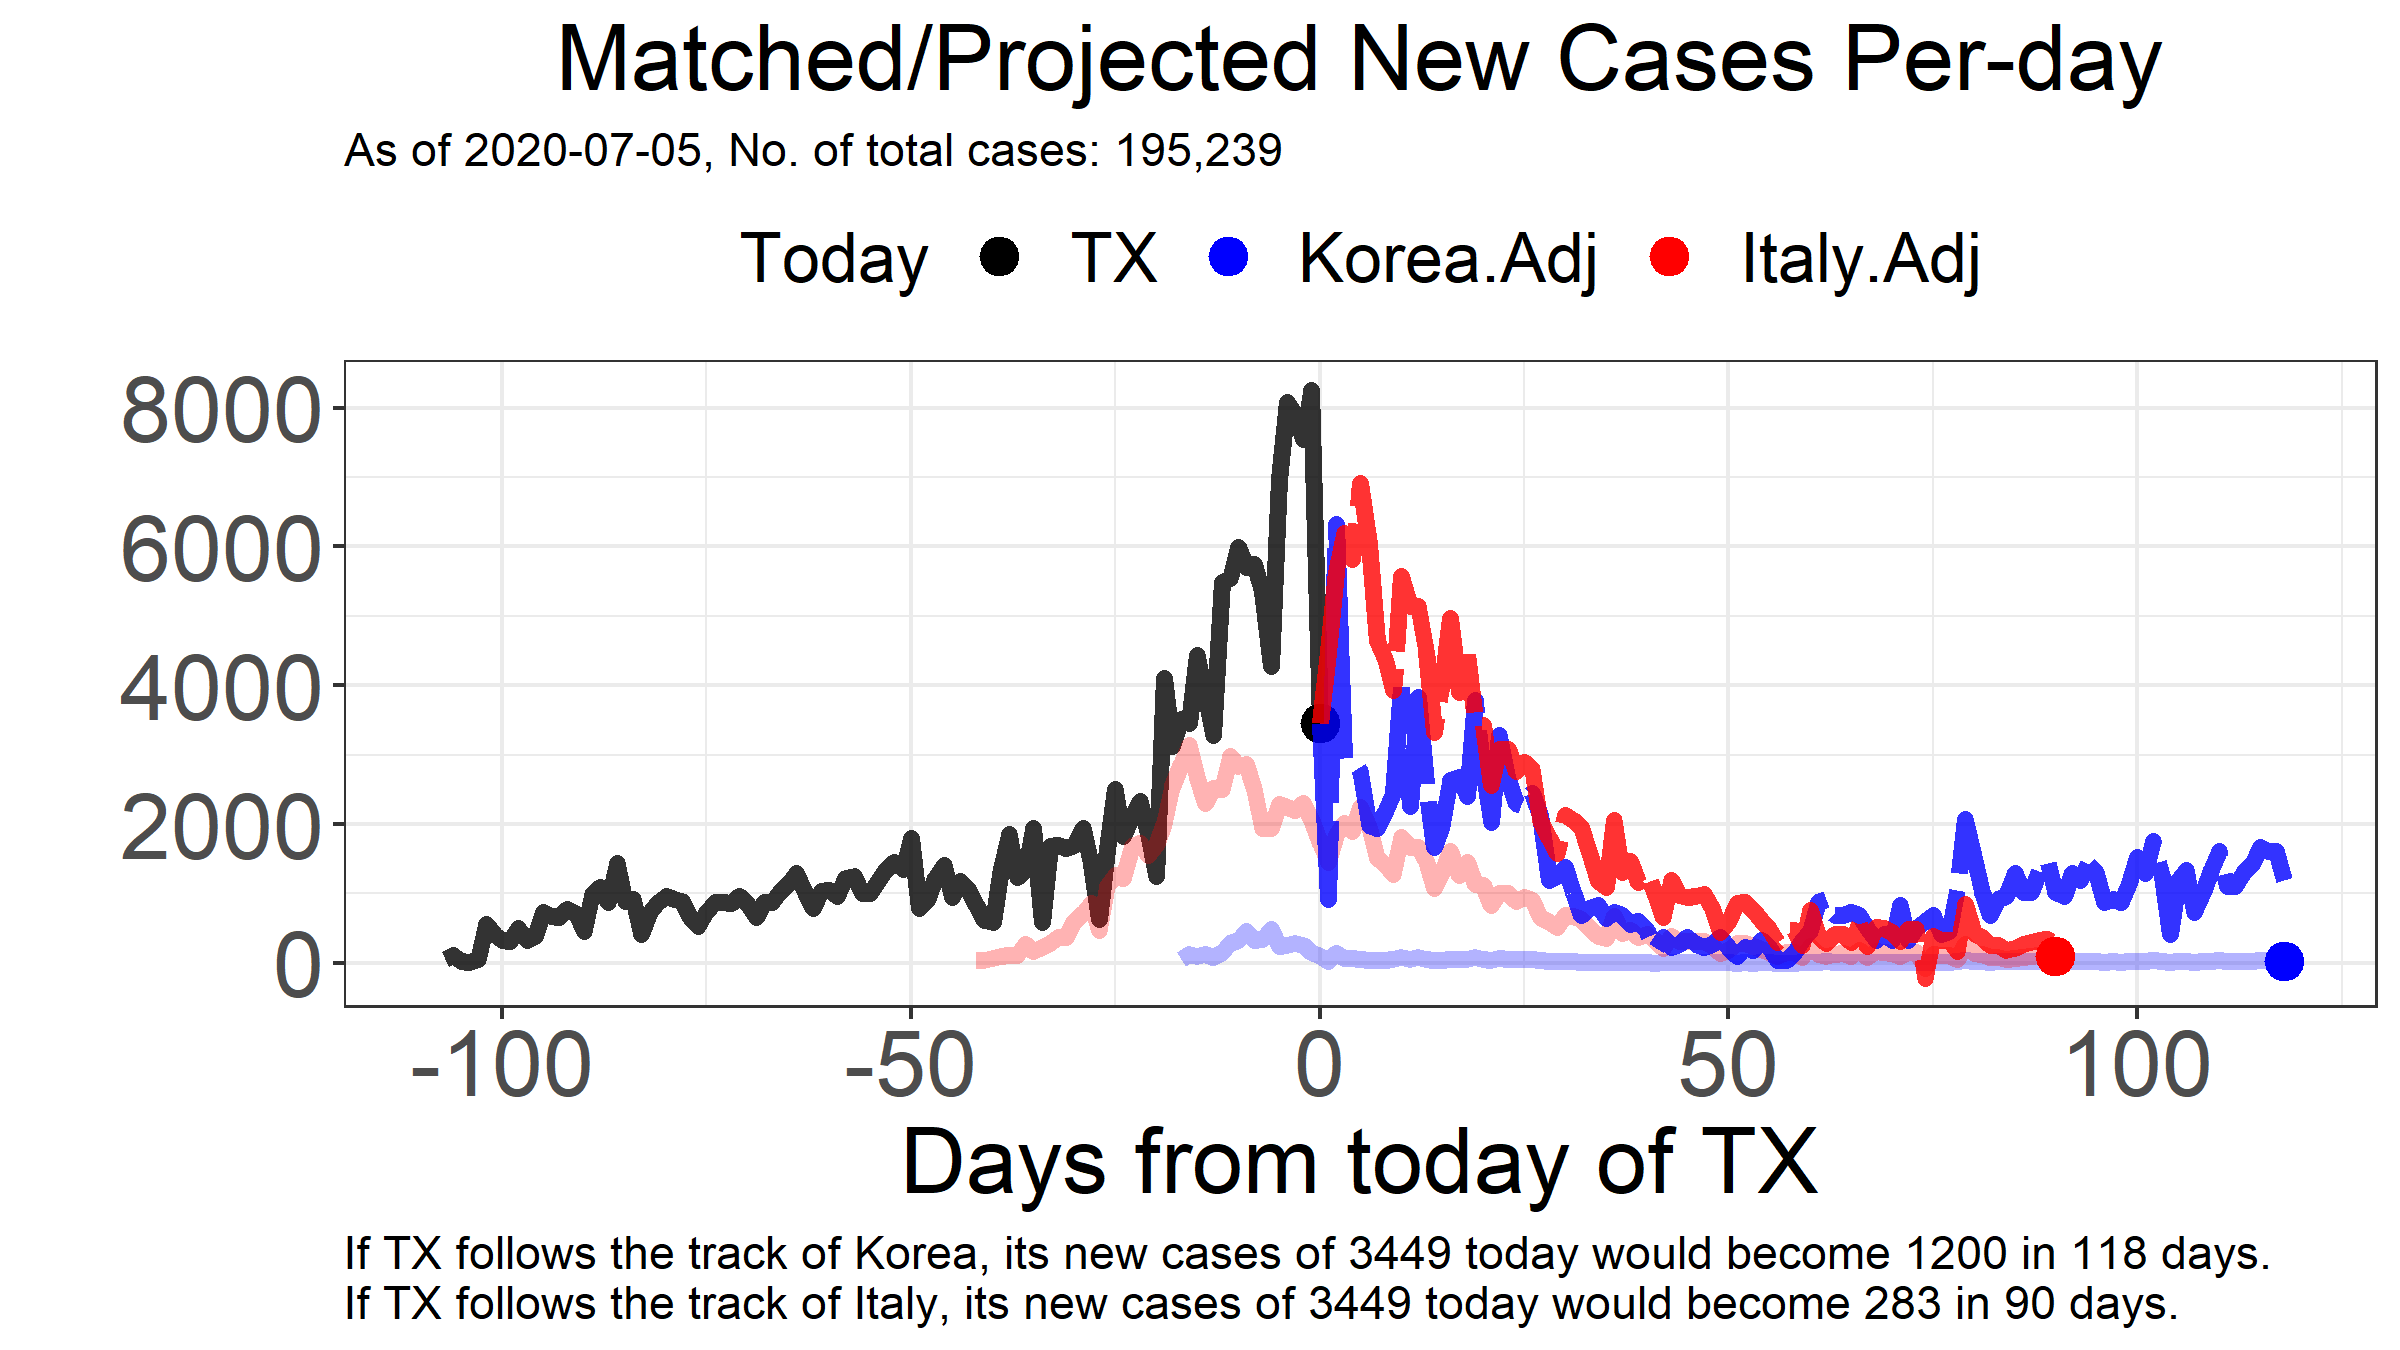 Matched/Projected New Cases Per-day
As of 2020-07-05, No. of total cases: 195,239
Today TX Korea.Adj Italy.Adj
8000
6000
4000
2000
0
-100 -50 0 50 100
Days from today of TX
If TX follows the track of Korea, its new cases of 3449 today would become 1200 in 118 days.
If TX follows the track of Italy, its new cases of 3449 today would become 283 in 90 days.